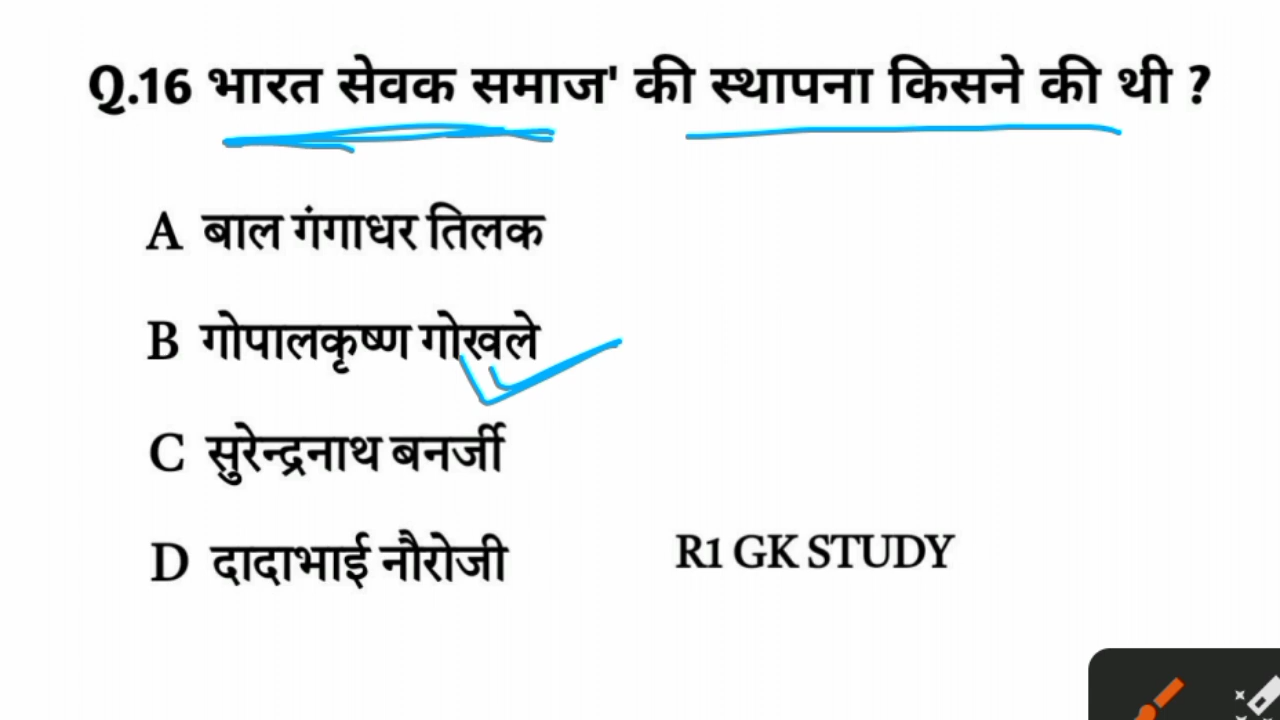 Q.16 भारत सेवक समाज' की स्थापना किसने की थी ?
A बाल गंगाधर तिलक
B गोपालकृष्ण गोखले
C सुरेन्द्रनाथ बनर्जी
D दादाभाई नौरोजी
R1 GK STUDY